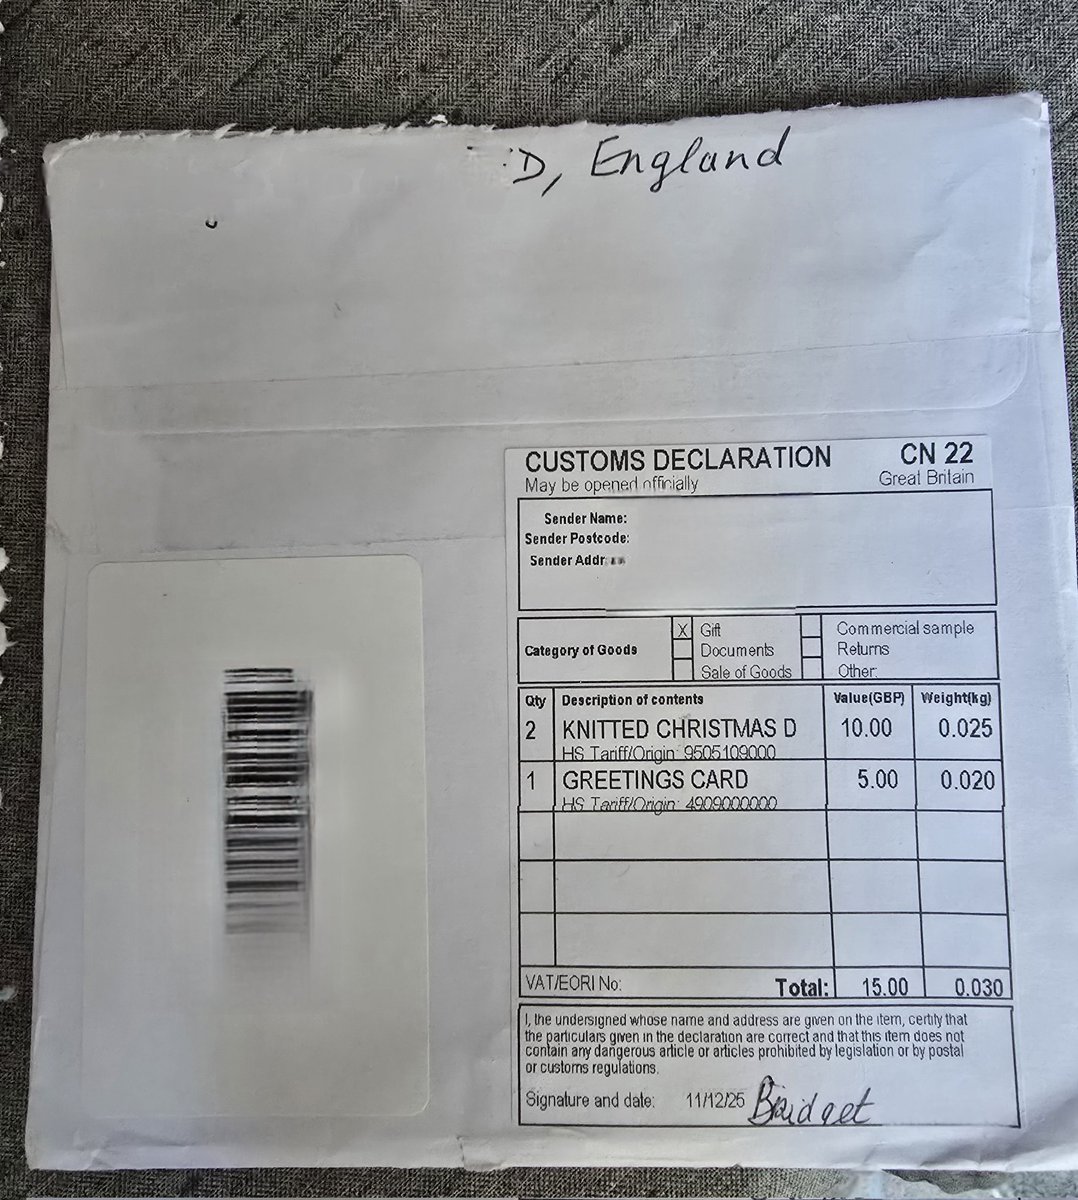 D, England
CUSTOMS DECLARATION CN 22
May be opened officially Great Britain
Sender Name:
Sender Postcode:
Sender Addr
Category of Goods
X Gift
Documents
Sale of Goods
Commercial sample
Returns
Other:
Qty Description of contents Value(GBP) Weight(kg)
2 KNITTED CHRISTMAS D 10.00 0.025
HS Tariff/Origin: 9505109000
1 GREETINGS CARD 5.00 0.020
HS Tariff/Origin: 4909000000
VAT/EORI No: Total: 15.00 0.030
I, the undersigned whose name and address are given on the item, certify that
the particulars given in the declaration are correct and that this item does not
contain any dangerous article or articles prohibited by legislation or by postal
or customs regulations.
Signature and date: 11/12/25 Bridget